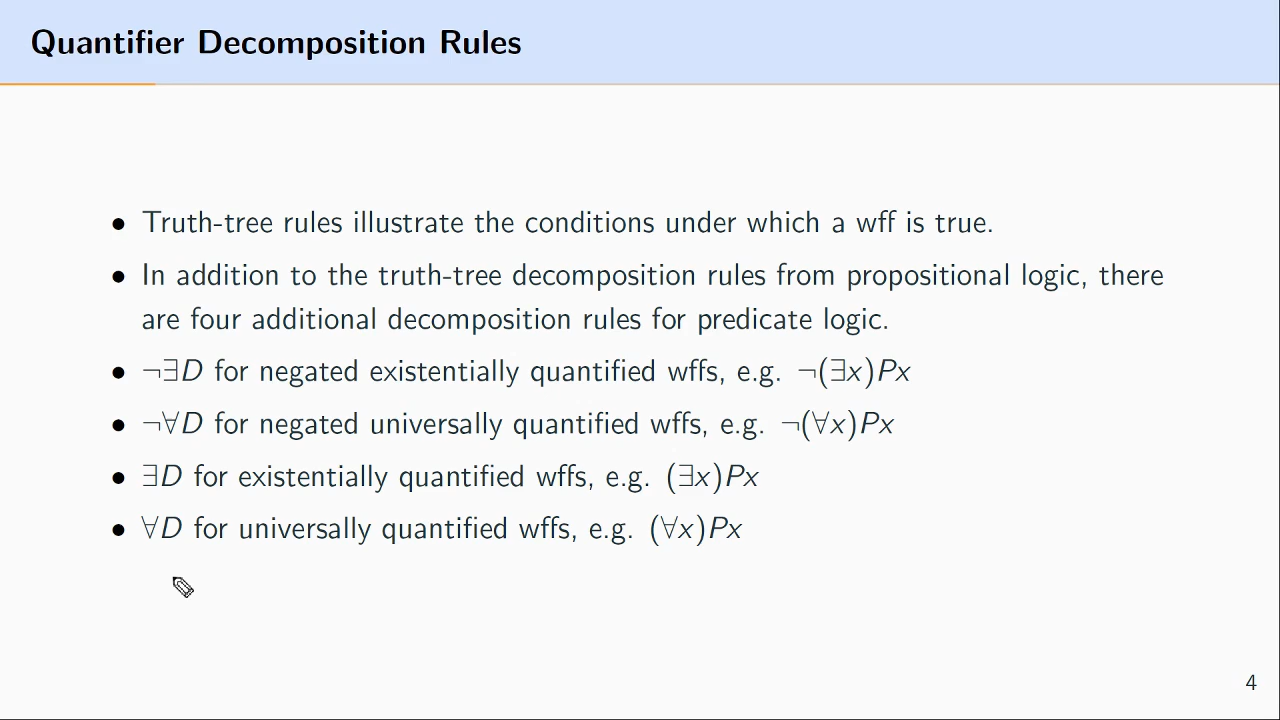 Quantifier Decomposition Rules
• Truth-tree rules illustrate the conditions under which a wff is true.
• In addition to the truth-tree decomposition rules from propositional logic, there
are four additional decomposition rules for predicate logic.
• ¬∃D for negated existentially quantified wffs, e.g. ¬(∃x)Px
• ¬∀D for negated universally quantified wffs, e.g. ¬(∀x)Px
• ∃D for existentially quantified wffs, e.g. (∃x)Px
• ∀D for universally quantified wffs, e.g. (∀x)Px
4